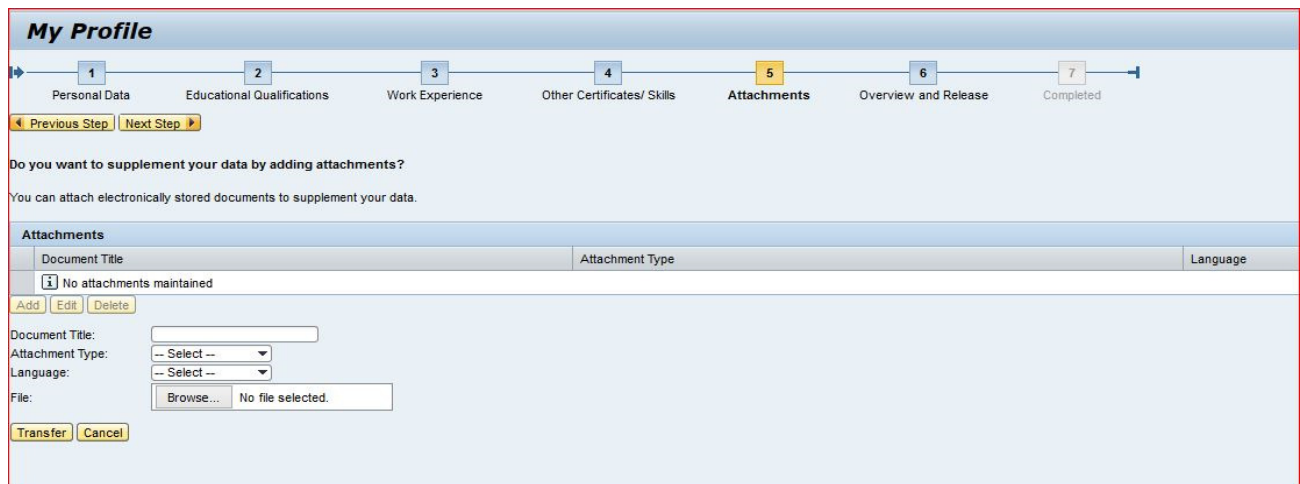 My Profile
1 2 3 4 5 6 7
Personal Data Educational Qualifications Work Experience Other Certificates/ Skills Attachments Overview and Release Completed
Previous Step Next Step
Do you want to supplement your data by adding attachments?
You can attach electronically stored documents to supplement your data.
Attachments
Document Title Attachment Type Language
No attachments maintained
Add Edit Delete
Document Title:
Attachment Type: -- Select --
Language: -- Select --
File: Browse... No file selected.
Transfer Cancel